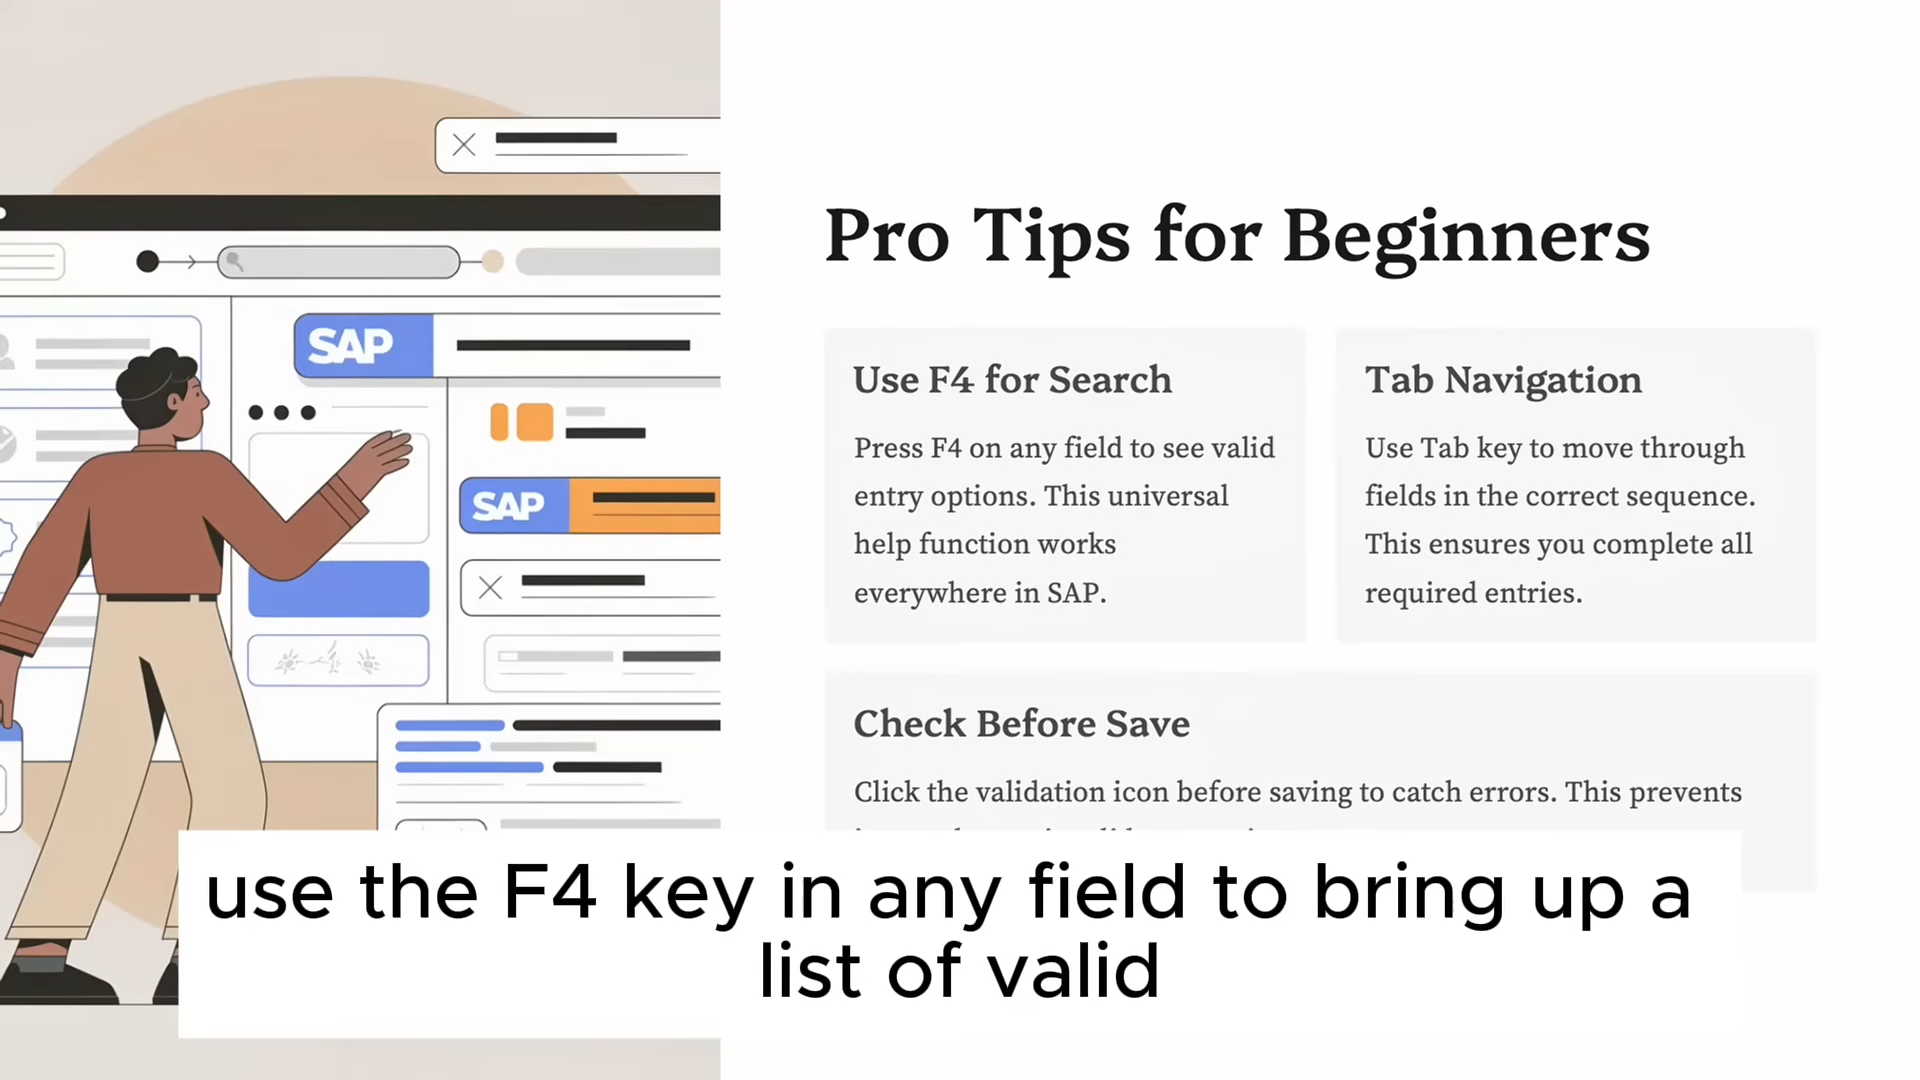 SAP
SAP
Pro Tips for Beginners
Use F4 for Search
Press F4 on any field to see valid
entry options. This universal
help function works
everywhere in SAP.
Tab Navigation
Use Tab key to move through
fields in the correct sequence.
This ensures you complete all
required entries.
Check Before Save
Click the validation icon before saving to catch errors. This prevents
use the F4 key in any field to bring up a
list of valid